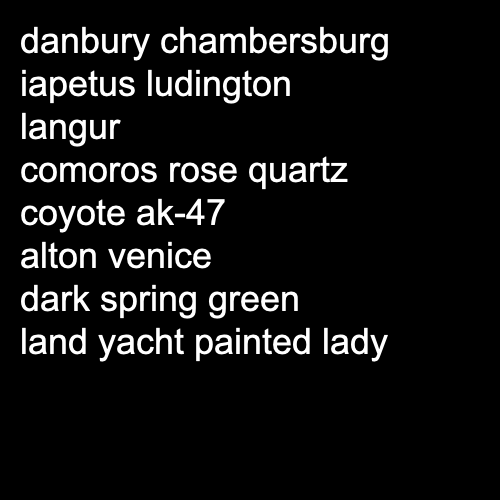 danbury chambersburg
iapetus ludington
langur
comoros rose quartz
coyote ak-47
alton venice
dark spring green
land yacht painted lady